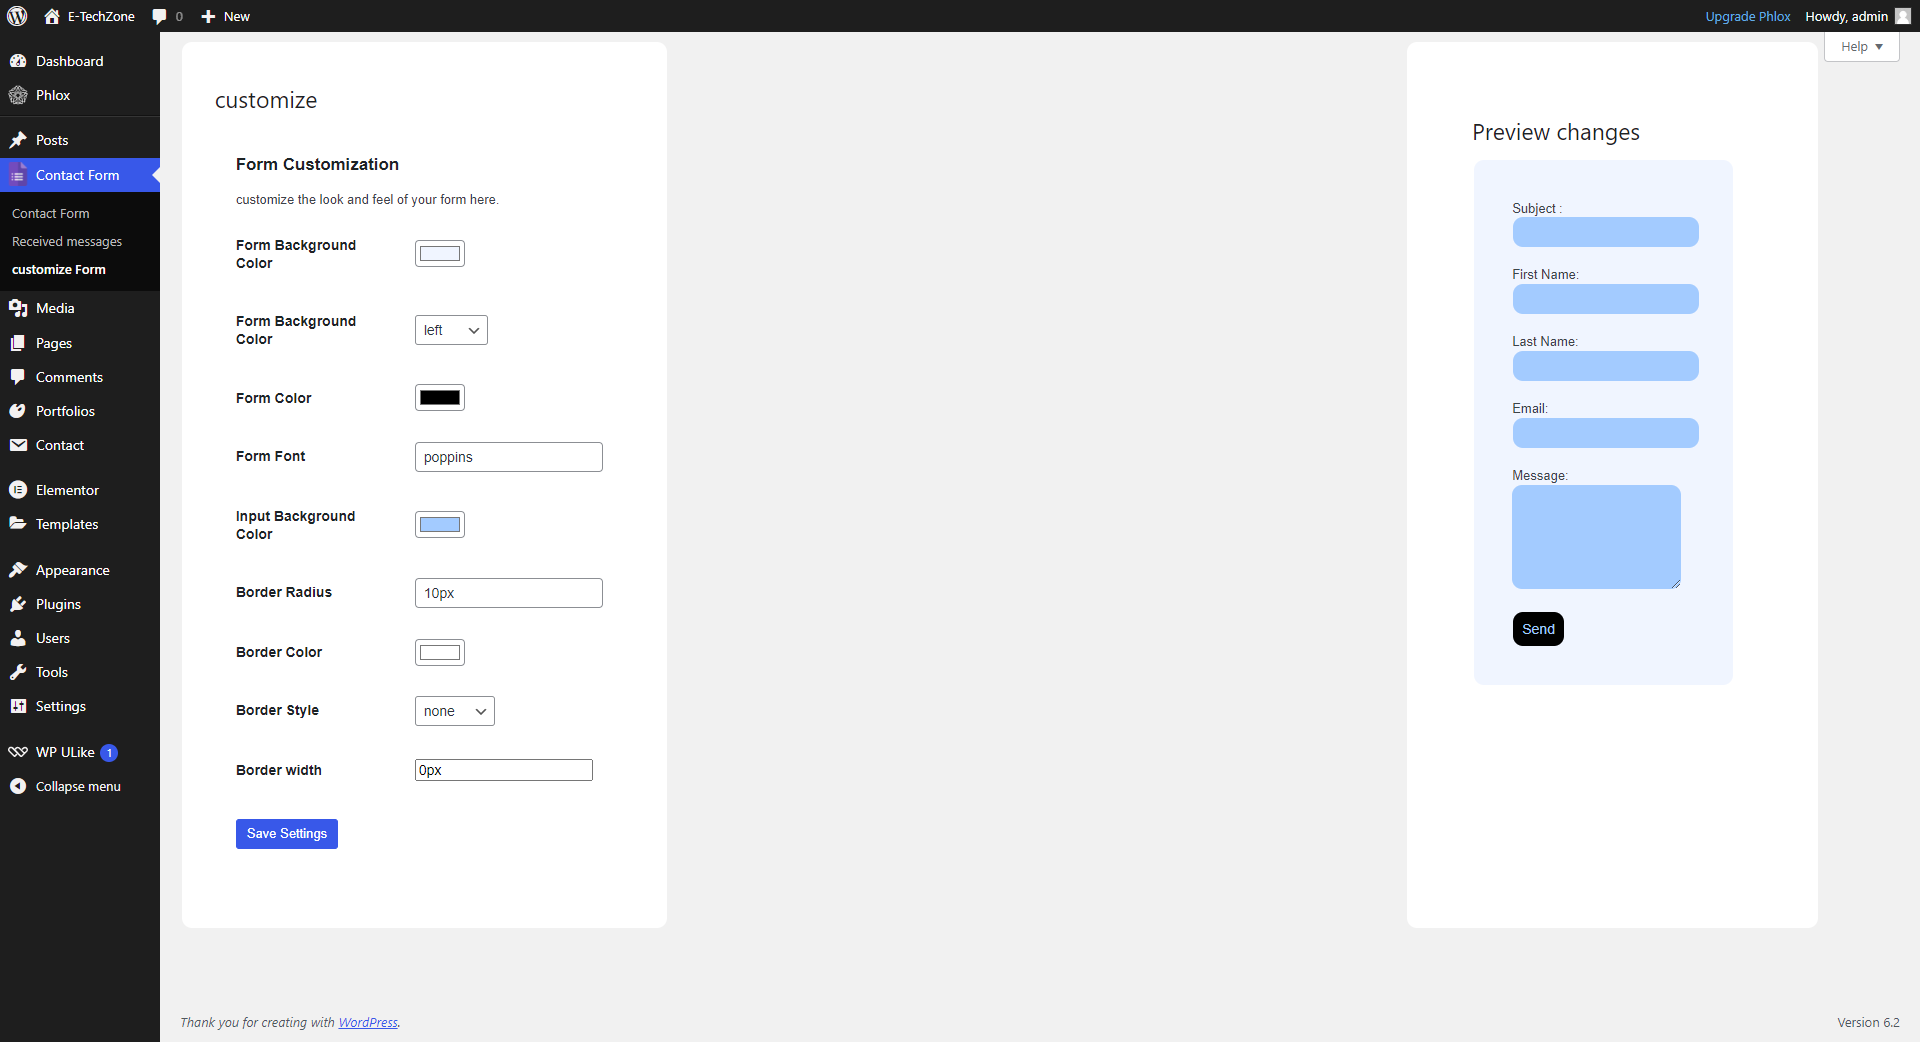 E-TechZone
0
New
Upgrade Phlox
Howdy, admin
Help
Dashboard
Phlox
Posts
Contact Form
Contact Form
Received messages
customize Form
Media
Pages
Comments
Portfolios
Contact
Elementor
Templates
Appearance
Plugins
Users
Tools
Settings
WP ULike 1
Collapse menu
customize
Form Customization
customize the look and feel of your form here.
Form Background
Color
Form Background
Color
left
Form Color
Form Font
poppins
Input Background
Color
Border Radius
10px
Border Color
Border Style
none
Border width
0px
Save Settings
Preview changes
Subject :
First Name:
Last Name:
Email:
Message:
Send
Thank you for creating with WordPress.
Version 6.2